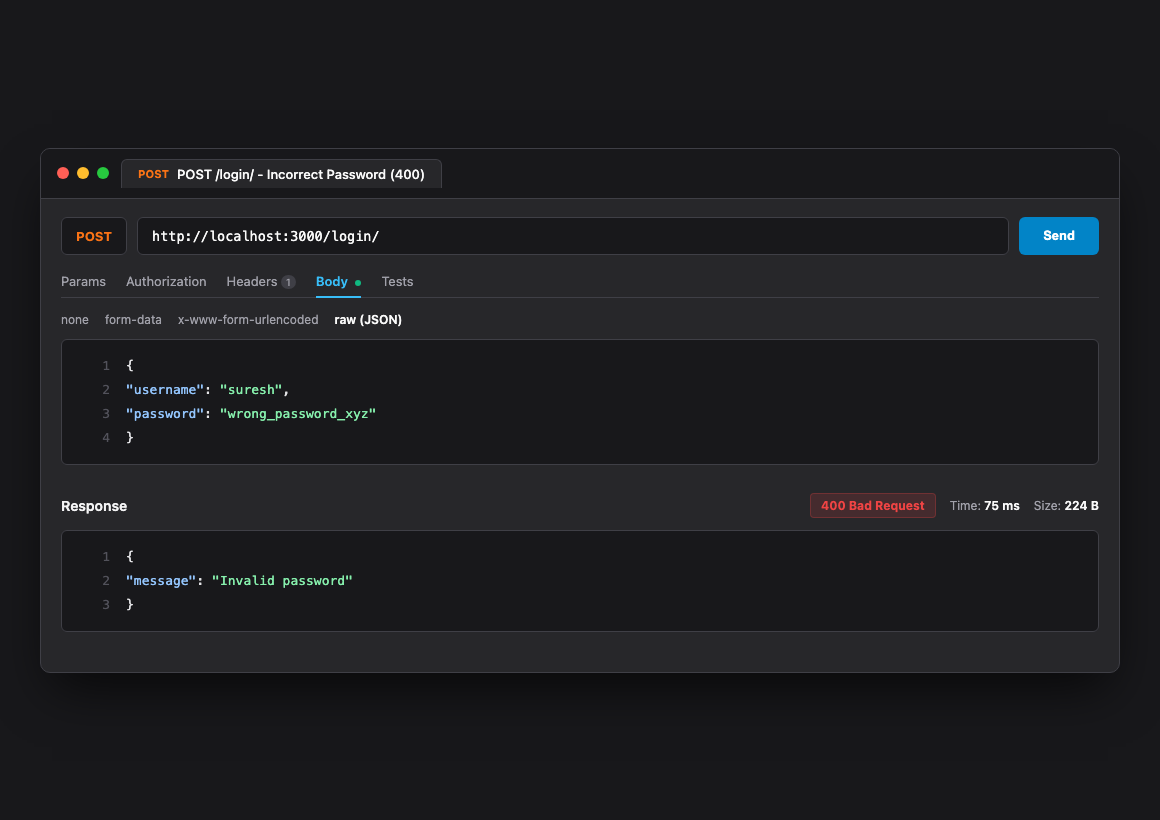 POST POST /login/ - Incorrect Password (400)
POST http://localhost:3000/login/ Send
Params Authorization Headers 1 Body Tests
none form-data x-www-form-urlencoded raw (JSON)
1 {
2 "username": "suresh",
3 "password": "wrong_password_xyz"
4 }
Response 400 Bad Request Time: 75 ms Size: 224 B
1 {
2 "message": "Invalid password"
3 }